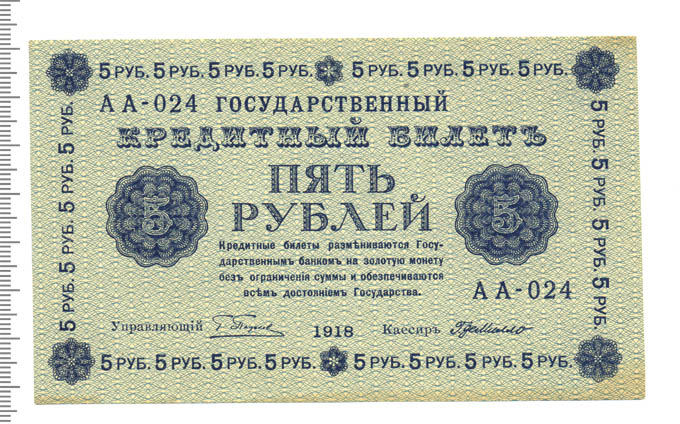 5 РУБ. 5 РУБ. 5 РУБ. 5 РУБ. 5 РУБ. 5 РУБ. 5 РУБ. 5 РУБ.
АА-024 ГОСУДАРСТВЕННЫЙ
КРЕДИТНЫЙ БИЛЕТЪ
ПЯТЬ
РУБЛЕЙ
5
5
Кредитные билеты размѣниваются Госу-
дарственнымъ банкомъ на золотую монету
безъ ограниченія суммы и обезпечиваются
всѣмъ достояніемъ Государства.
АА-024
Управляющій
1918
Кассиръ
5 РУБ. 5 РУБ. 5 РУБ. 5 РУБ.
5 РУБ. 5 РУБ. 5 РУБ. 5 РУБ.
5 РУБ. 5 РУБ. 5 РУБ. 5 РУБ. 5 РУБ. 5 РУБ. 5 РУБ. 5 РУБ.